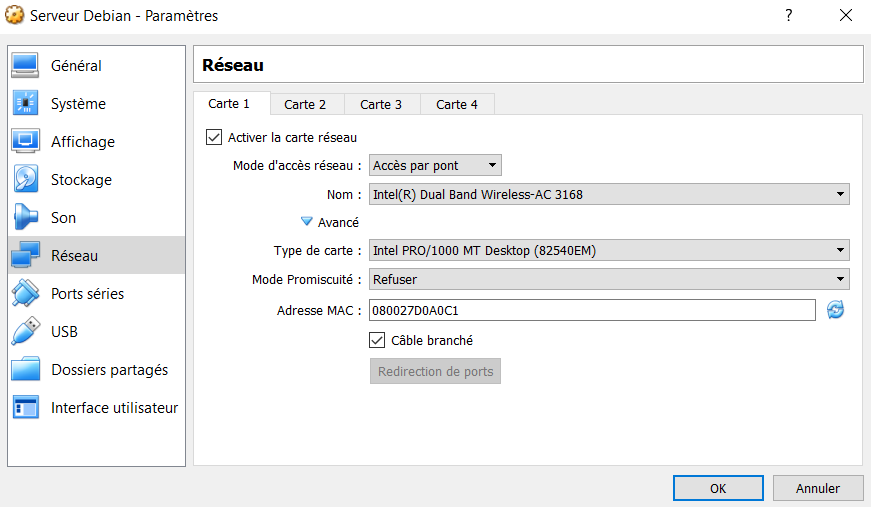 Serveur Debian - Paramètres
?
Général
Système
Affichage
Stockage
Son
Réseau
Ports séries
USB
Dossiers partagés
Interface utilisateur
Réseau
Carte 1 Carte 2 Carte 3 Carte 4
Activer la carte réseau
Mode d'accès réseau : Accès par pont
Nom : Intel(R) Dual Band Wireless-AC 3168
Avancé
Type de carte : Intel PRO/1000 MT Desktop (82540EM)
Mode Promiscuité : Refuser
Adresse MAC : 080027D0A0C1
Câble branché
Redirection de ports
OK Annuler